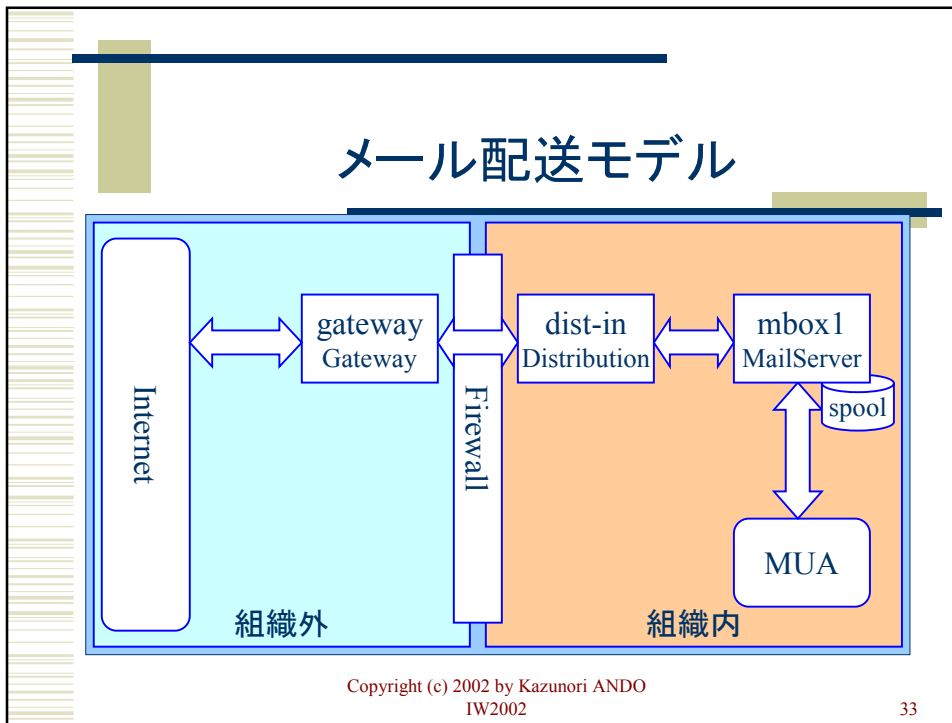 メール配送モデル
Internet
gateway
Gateway
Firewall
dist-in
Distribution
mbox1
MailServer
spool
MUA
組織外
組織内
Copyright (c) 2002 by Kazunori ANDO
IW2002
33